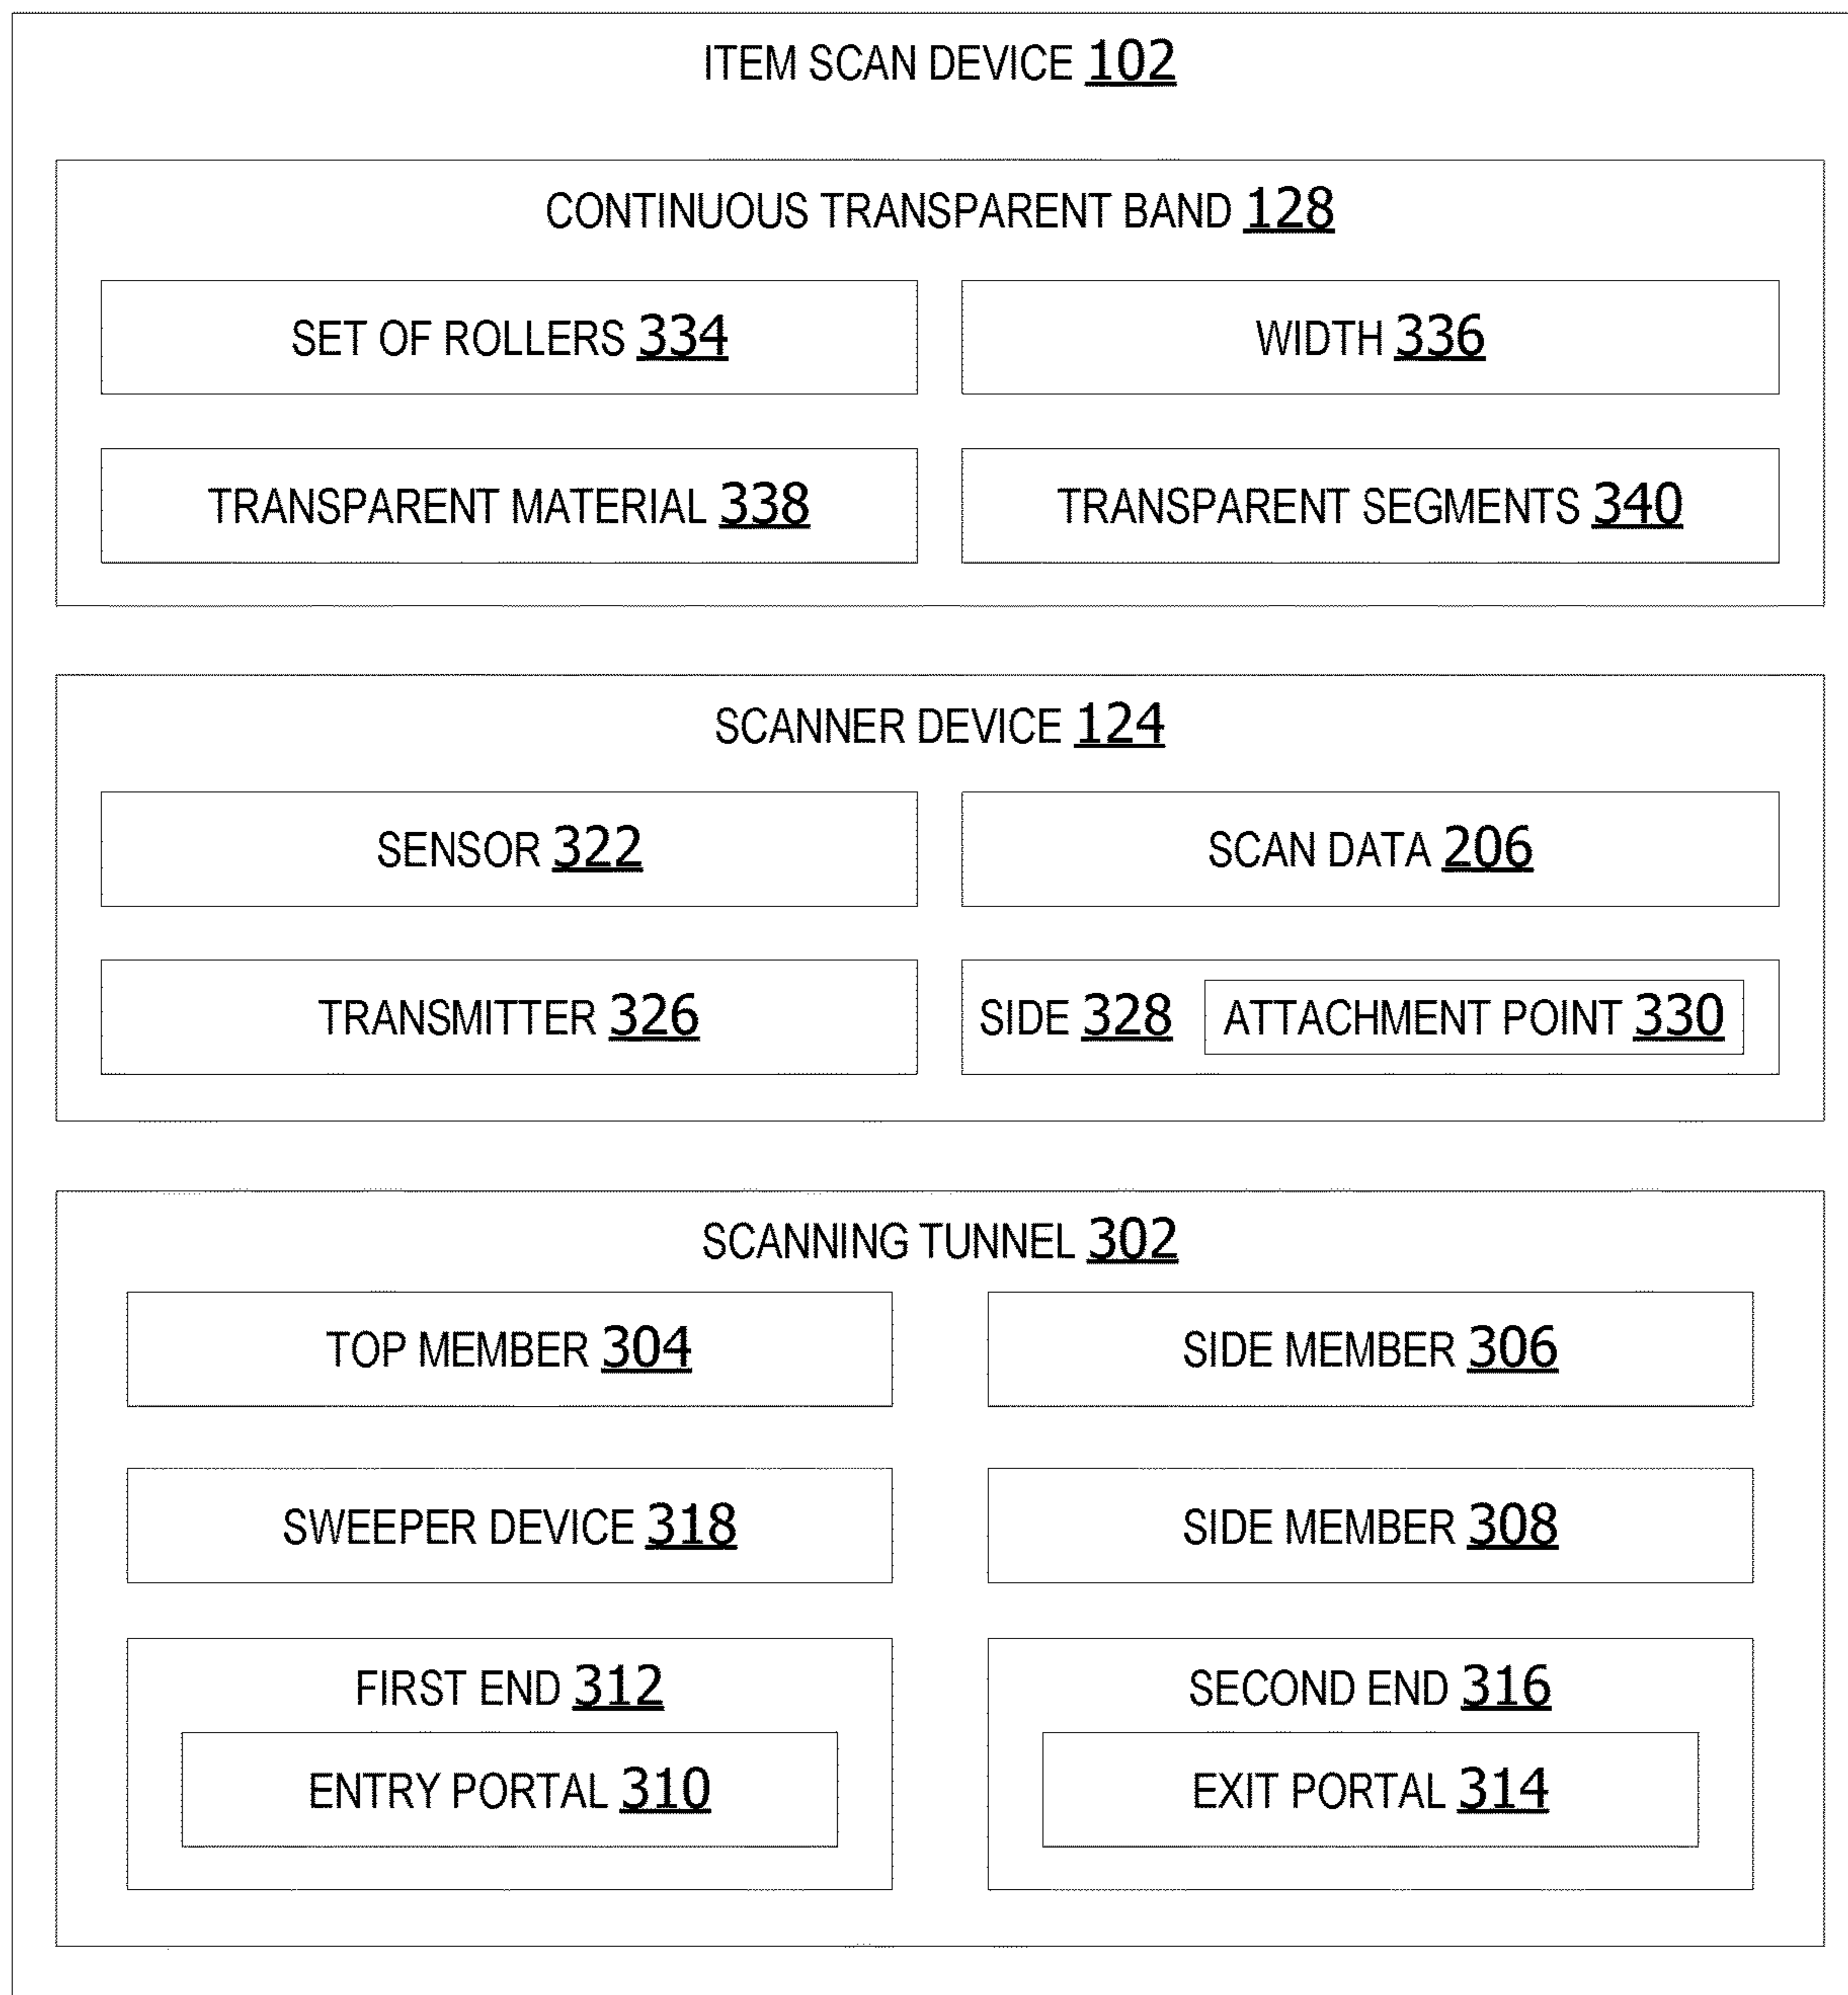 ITEM SCAN DEVICE 102
CONTINUOUS TRANSPARENT BAND 128
SET OF ROLLERS 334
WIDTH 336
TRANSPARENT MATERIAL 338
TRANSPARENT SEGMENTS 340
SCANNER DEVICE 124
SENSOR 322
SCAN DATA 206
TRANSMITTER 326
SIDE 328
ATTACHMENT POINT 330
SCANNING TUNNEL 302
TOP MEMBER 304
SIDE MEMBER 306
SWEEPER DEVICE 318
SIDE MEMBER 308
FIRST END 312
ENTRY PORTAL 310
SECOND END 316
EXIT PORTAL 314